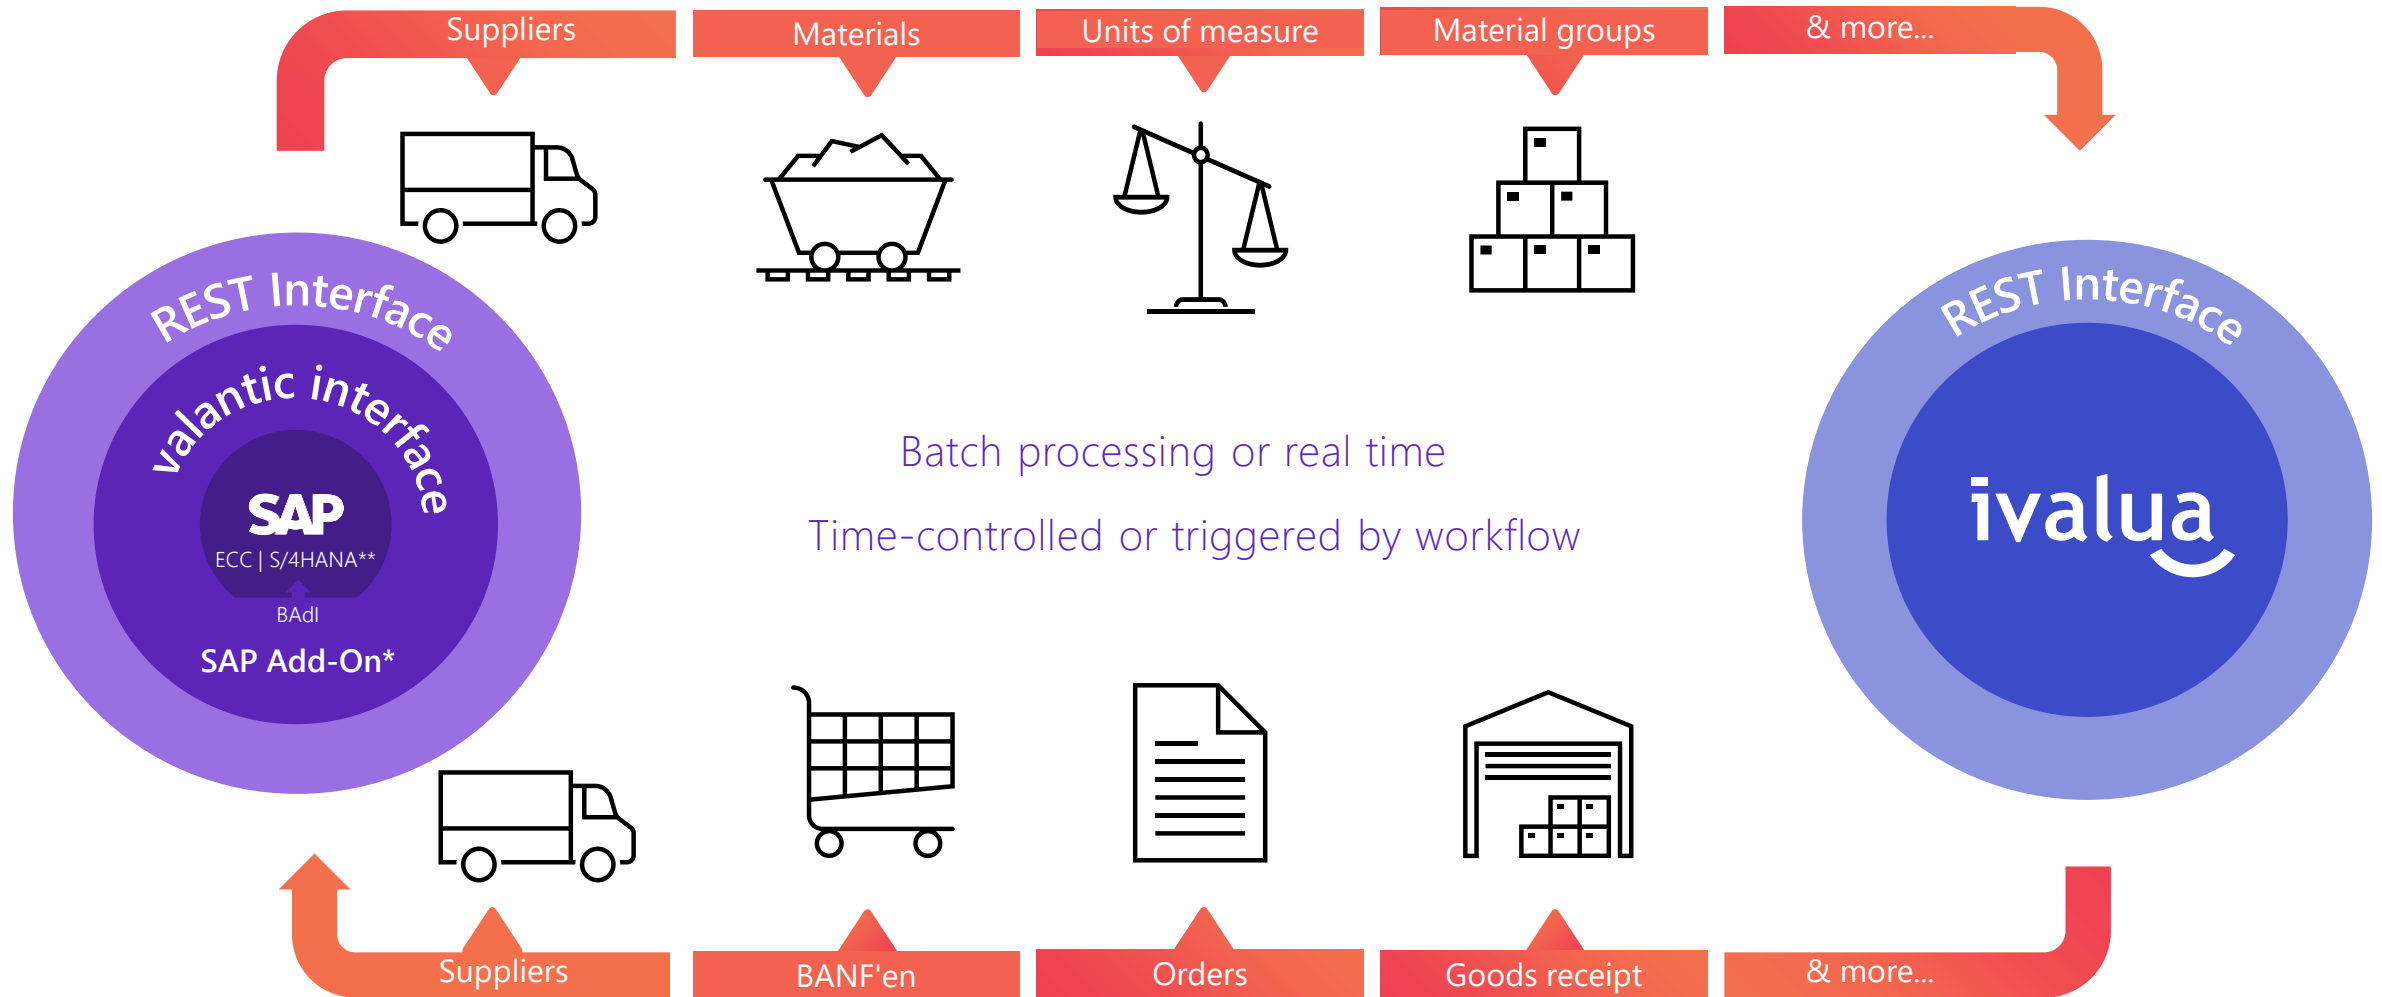 Suppliers
Materials
Units of measure
Material groups
& more...
REST Interface
valantic interface
SAP
ECC | S/4HANA**
BAdI
SAP Add-On*
Batch processing or real time
Time-controlled or triggered by workflow
REST Interface
ivalua
Suppliers
BANF'en
Orders
Goods receipt
& more...